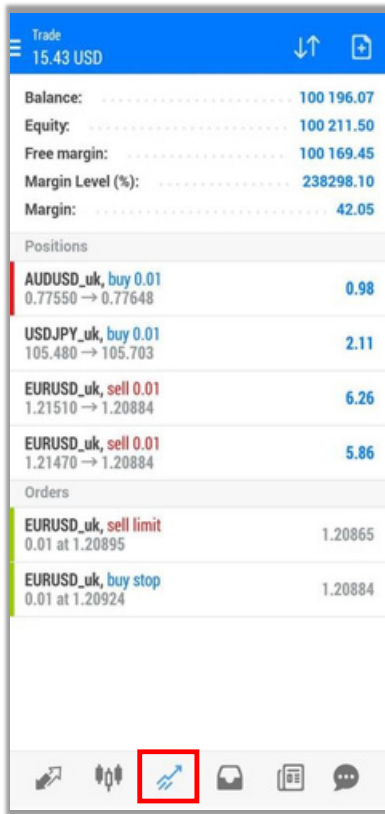 Trade
15.43 USD
Balance: 100 196.07
Equity: 100 211.50
Free margin: 100 169.45
Margin Level (%): 238298.10
Margin: 42.05
Positions
AUDUSD_uk, buy 0.01
0.77550 → 0.77648 0.98
USDJPY_uk, buy 0.01
105.480 → 105.703 2.11
EURUSD_uk, sell 0.01
1.21510 → 1.20884 6.26
EURUSD_uk, sell 0.01
1.21470 → 1.20884 5.86
Orders
EURUSD_uk, sell limit
0.01 at 1.20895 1.20865
EURUSD_uk, buy stop
0.01 at 1.20924 1.20884